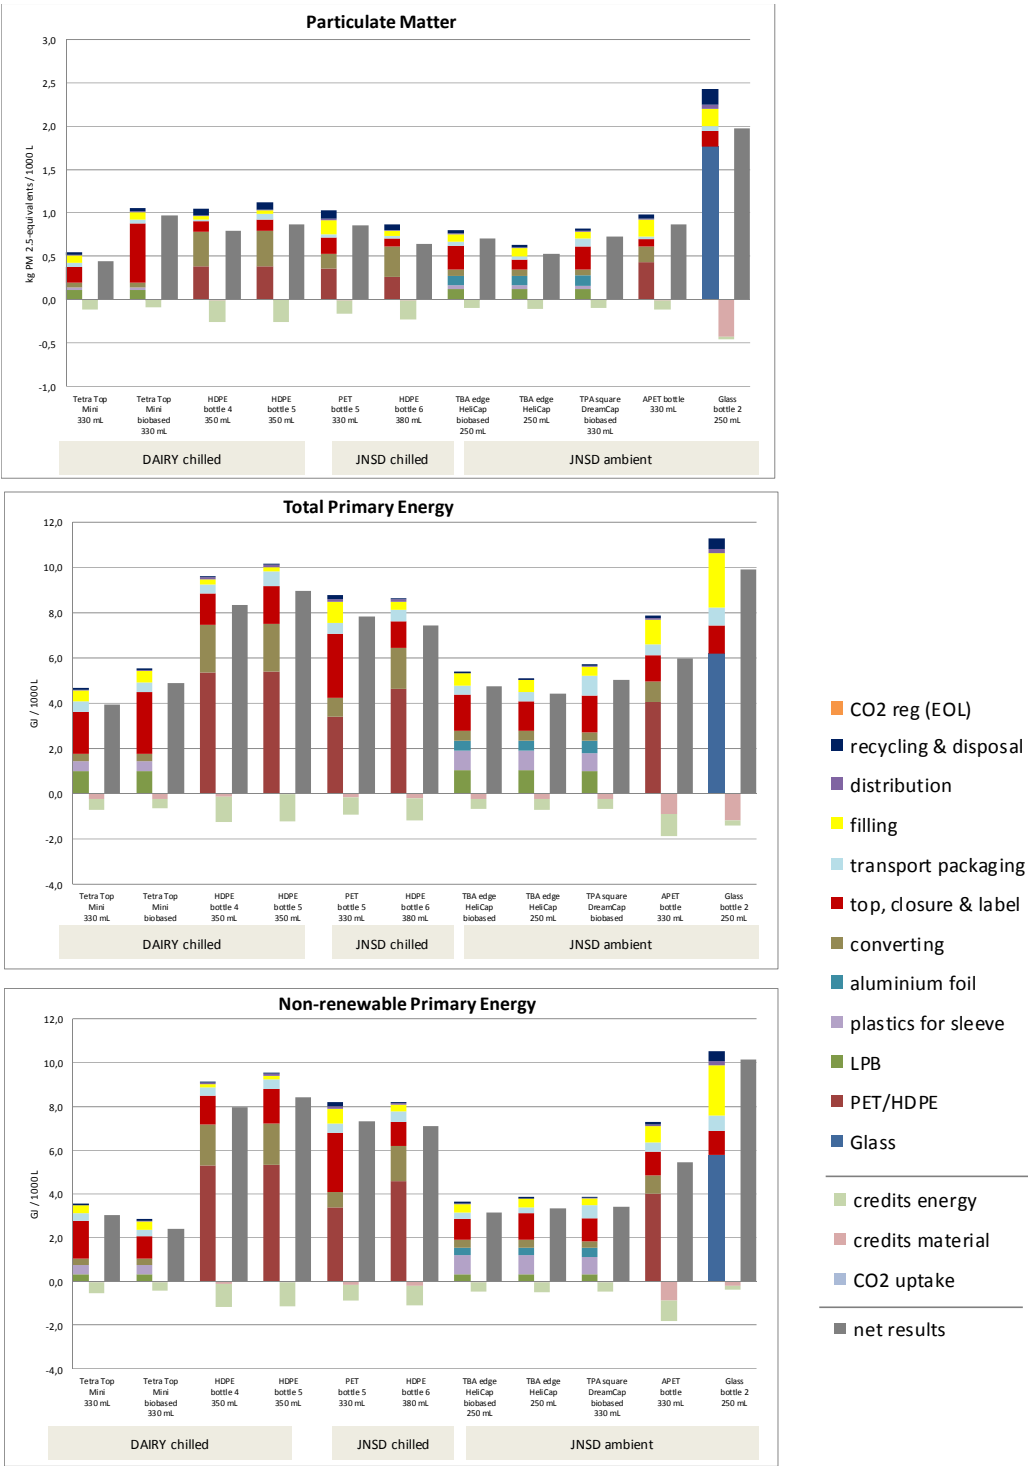 Particulate Matter
kg PM 2.5-equivalents / 1000 L
3,0
2,5
2,0
1,5
1,0
0,5
0,0
-0,5
-1,0
Tetra Top
Mini
330 mL
Tetra Top
Mini
biobased
330 mL
HDPE
bottle 4
350 mL
HDPE
bottle 5
350 mL
PET
bottle 5
330 mL
HDPE
bottle 6
380 mL
TBA edge
HeliCap
biobased
250 mL
TBA edge
HeliCap
250 mL
TPA square
DreamCap
biobased
330 mL
APET bottle
330 mL
Glass
bottle 2
250 mL
DAIRY chilled
JNSD chilled
JNSD ambient
Total Primary Energy
GJ / 1000 L
12,0
10,0
8,0
6,0
4,0
2,0
0,0
-2,0
-4,0
Tetra Top
Mini
330 mL
Tetra Top
Mini
biobased
HDPE
bottle 4
350 mL
HDPE
bottle 5
350 mL
PET
bottle 5
330 mL
HDPE
bottle 6
380 mL
TBA edge
HeliCap
biobased
TBA edge
HeliCap
250 mL
TPA square
DreamCap
biobased
APET
bottle
330 mL
Glass
bottle 2
250 mL
DAIRY chilled
JNSD chilled
JNSD ambient
Non-renewable Primary Energy
GJ / 1000 L
12,0
10,0
8,0
6,0
4,0
2,0
0,0
-2,0
-4,0
Tetra Top
Mini
330 mL
Tetra Top
Mini
biobased
330 mL
HDPE
bottle 4
350 mL
HDPE
bottle 5
350 mL
PET
bottle 5
330 mL
HDPE
bottle 6
380 mL
TBA edge
HeliCap
biobased
250 mL
TBA edge
HeliCap
250 mL
TPA square
DreamCap
biobased
330 mL
APET
bottle
330 mL
Glass
bottle 2
250 mL
DAIRY chilled
JNSD chilled
JNSD ambient
CO2 reg (EOL)
recycling & disposal
distribution
filling
transport packaging
top, closure & label
converting
aluminium foil
plastics for sleeve
LPB
PET/HDPE
Glass
credits energy
credits material
CO2 uptake
net results